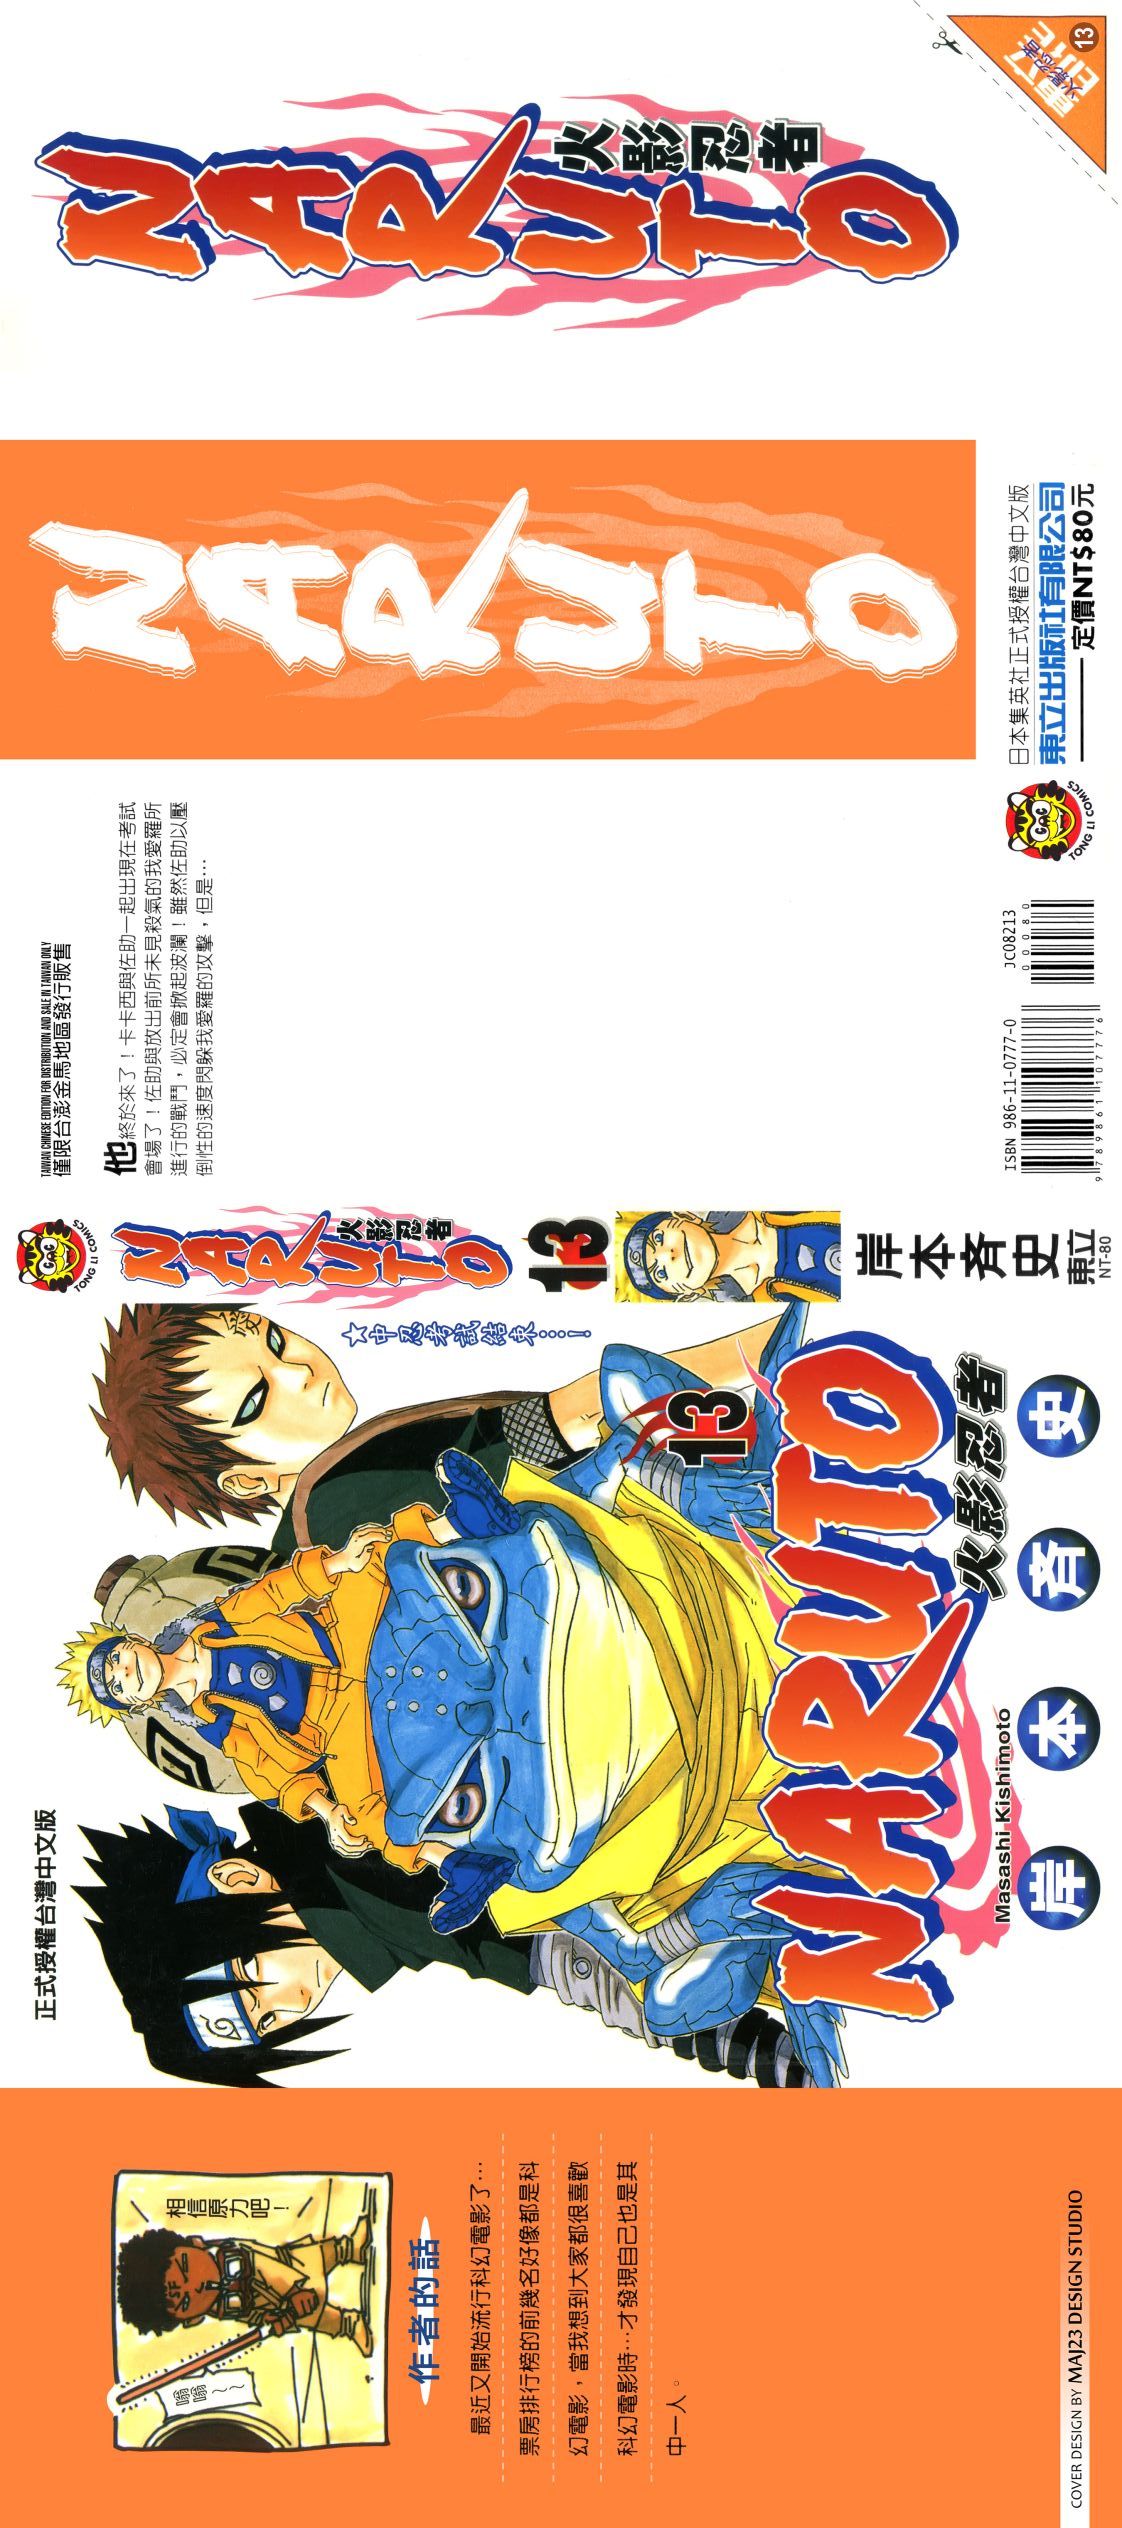 NARUTO
火影忍者
13
火影忍者
NARUTO
日本集英社正式授權台灣中文版
東立出版社有限公司
定價NT$80元
TONG LI COMICS
TAIWAN CHINESE EDITION FOR DISTRIBUTION AND SALE IN TAIWAN ONLY
僅限台澎金馬地區發行販售
他終於來了！卡卡西與佐助一起出現在考試
會場了！佐助與放出前所未見殺氣的我愛羅所
進行的戰鬥，必定會掀起波瀾！雖然佐助以壓
倒性的速度閃躲我愛羅的攻擊，但是…
JC08213
00080
ISBN 986-11-0777-0
9789861107776
TONG LI COMICS
NARUTO
火影忍者
13
岸本斉史
東立
NT-80
正式授權台灣中文版
愛
★中忍考試結束……！
13
NARUTO
火影忍者
Masashi Kishimoto
岸本斉史
相信原
力吧！
嗡
嗡～～
作者的話
最近又開始流行科幻電影了…
票房排行榜的前幾名好像都是科
幻電影，當我想到大家都很喜歡
科幻電影時…才發現自己也是其
中一人。
COVER DESIGN BY MAJ23 DESIGN STUDIO